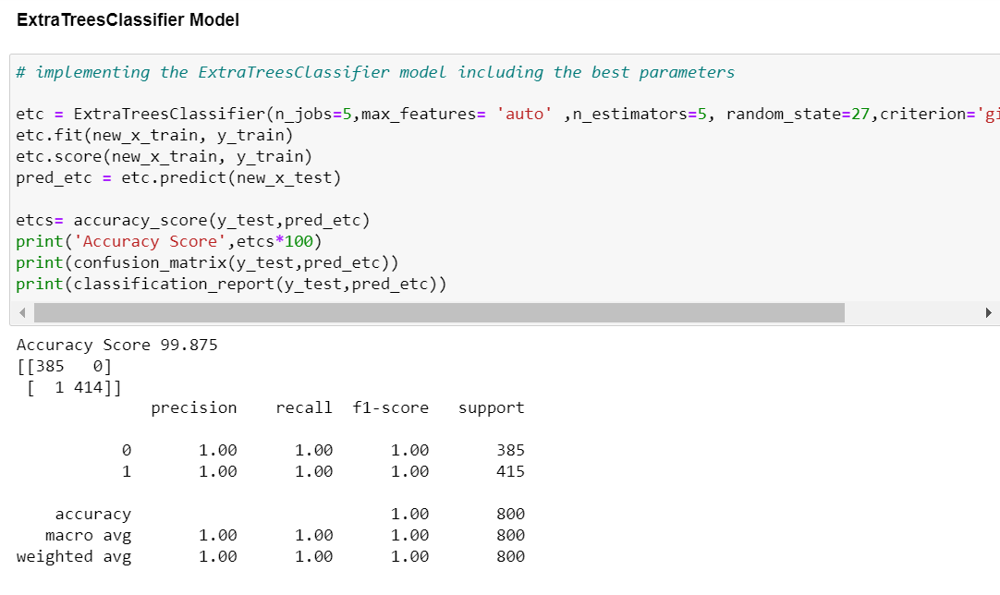 ExtraTreesClassifier Model
# implementing the ExtraTreesClassifier model including the best parameters
etc = ExtraTreesClassifier(n_jobs=5,max_features= 'auto' ,n_estimators=5, random_state=27,criterion='gi
etc.fit(new_x_train, y_train)
etc.score(new_x_train, y_train)
pred_etc = etc.predict(new_x_test)
etcs= accuracy_score(y_test,pred_etc)
print('Accuracy Score',etcs*100)
print(confusion_matrix(y_test,pred_etc))
print(classification_report(y_test,pred_etc))
Accuracy Score 99.875
[[385   0]
 [  1 414]]
              precision    recall  f1-score   support
           0       1.00      1.00      1.00       385
           1       1.00      1.00      1.00       415
    accuracy                           1.00       800
   macro avg       1.00      1.00      1.00       800
weighted avg       1.00      1.00      1.00       800